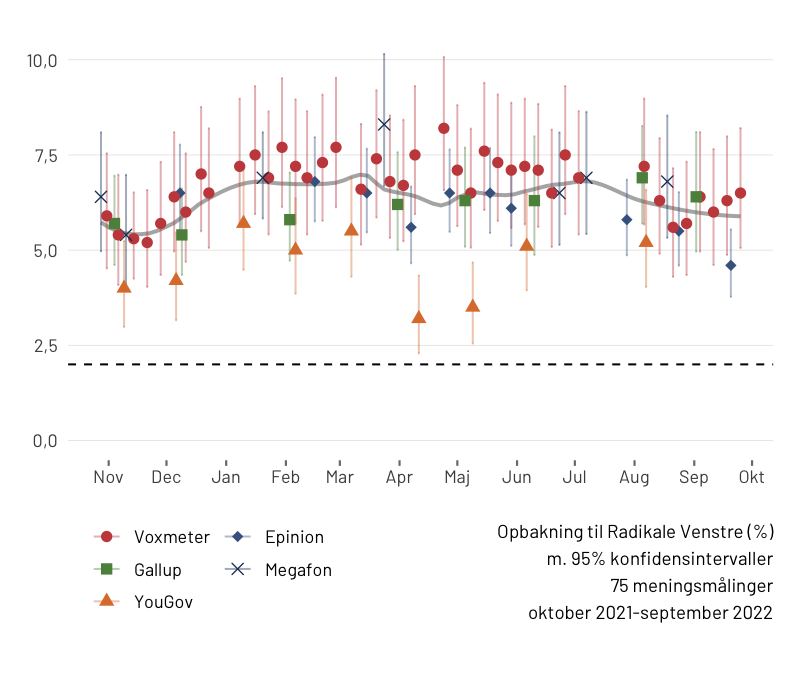 10,0
7,5
5,0
2,5
0,0
Nov Dec Jan Feb Mar Apr Maj Jun Jul Aug Sep Okt
Voxmeter Epinion
Gallup Megafon
YouGov
Opbakning til Radikale Venstre (%)
m. 95% konfidensintervaller
75 meningsmålinger
oktober 2021-september 2022